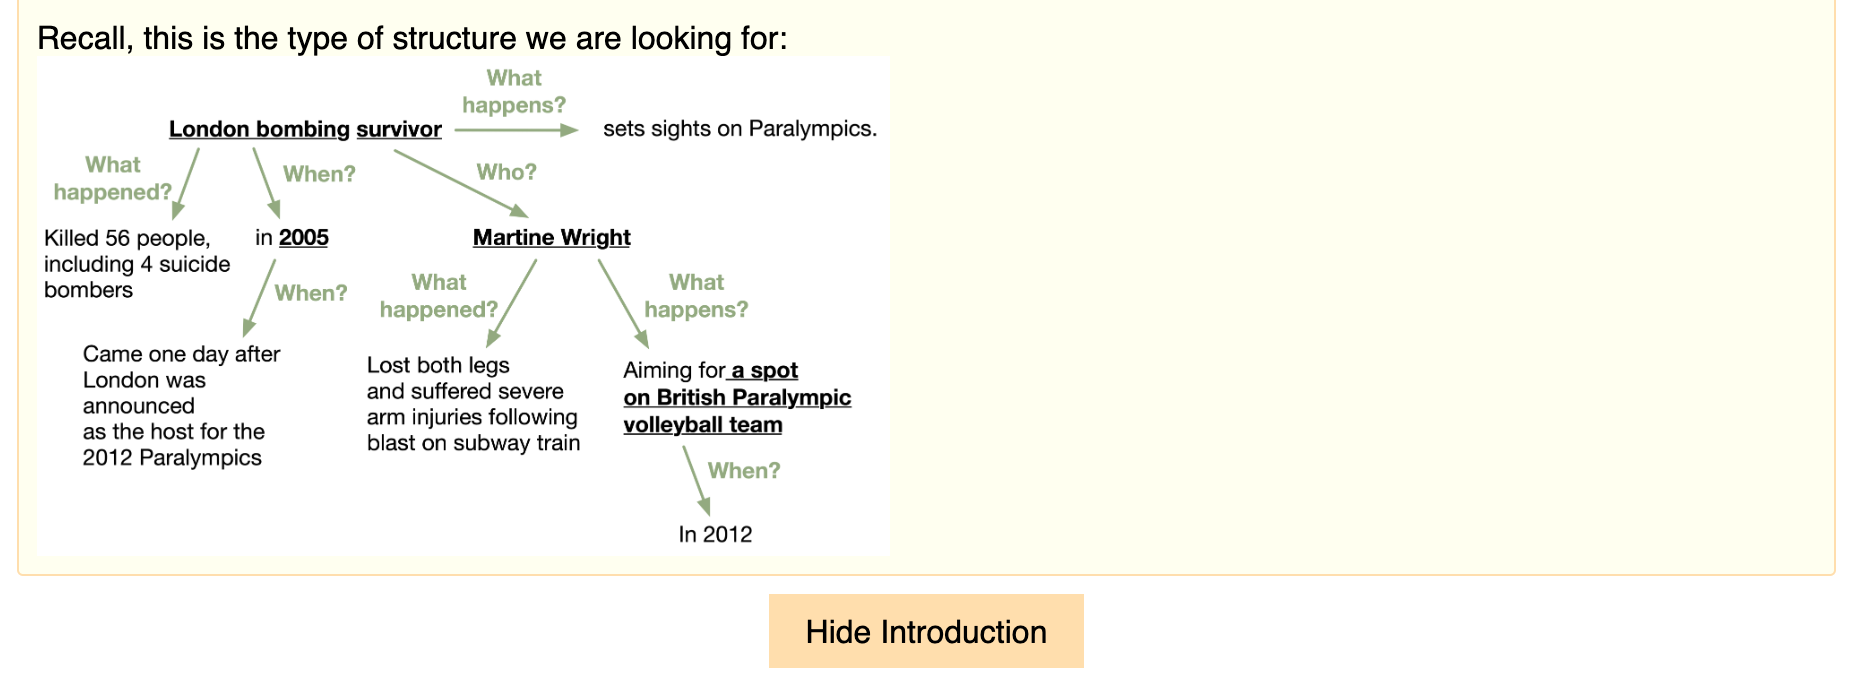 Recall, this is the type of structure we are looking for:
What
happens?
London bombing survivor
sets sights on Paralympics.
What
happened?
When?
Who?
Killed 56 people,
including 4 suicide
bombers
in 2005
Martine Wright
When?
What
happened?
What
happens?
Came one day after
London was
announced
as the host for the
2012 Paralympics
Lost both legs
and suffered severe
arm injuries following
blast on subway train
Aiming for a spot
on British Paralympic
volleyball team
When?
In 2012
Hide Introduction